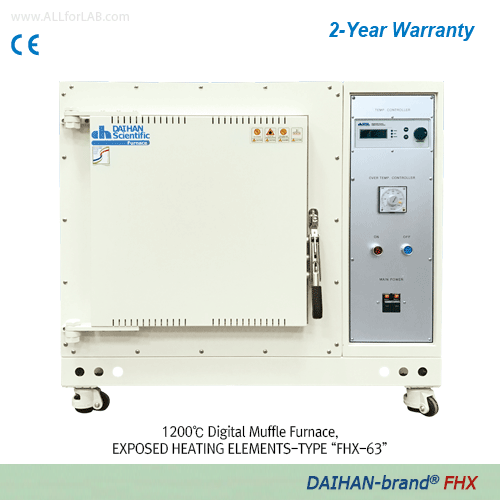 www.ALLforLAB.com
CE
2-Year Warranty
DAIHAN
Scientific
Furnace
TEMP. CONTROLLER
OVER TEMP. CONTROLLER
ON
OFF
MAIN POWER
1200℃ Digital Muffle Furnace,
EXPOSED HEATING ELEMENTS-TYPE “FHX-63”
DAIHAN-brand® FHX